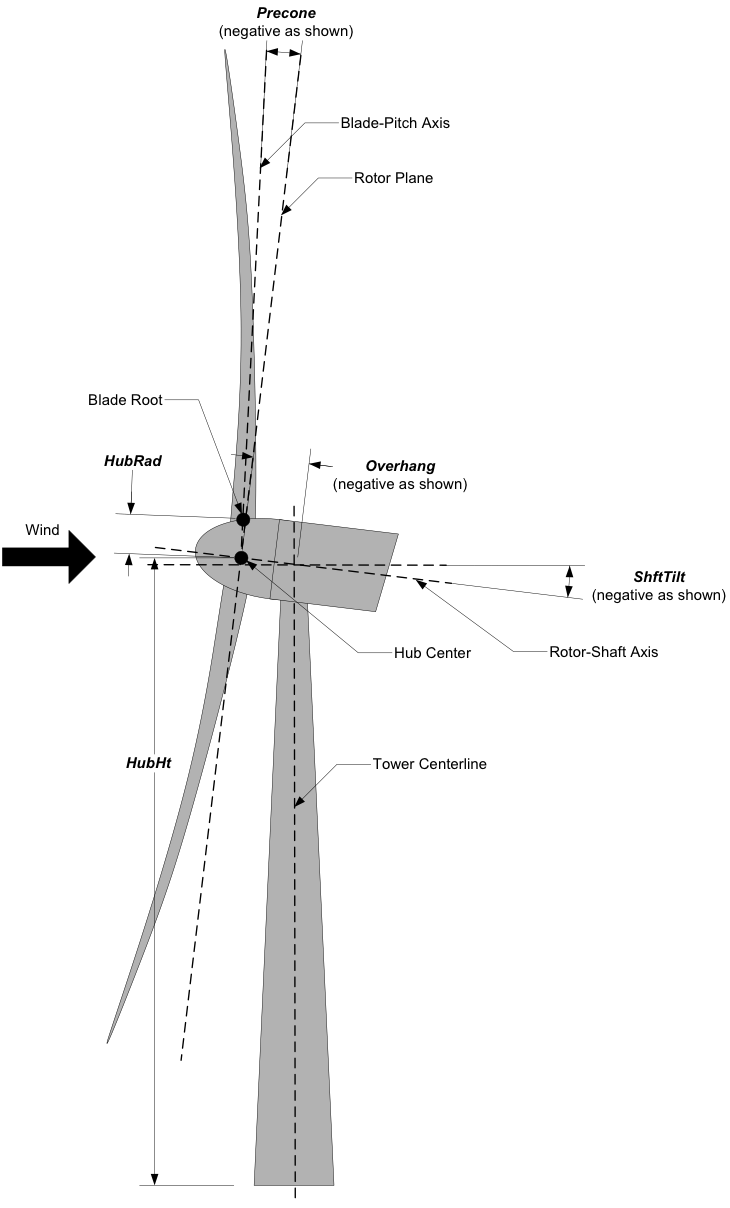 Precone
(negative as shown)
Blade-Pitch Axis
Rotor Plane
Blade Root
HubRad
Overhang
(negative as shown)
Wind
ShftTilt
(negative as shown)
Hub Center
Rotor-Shaft Axis
HubHt
Tower Centerline